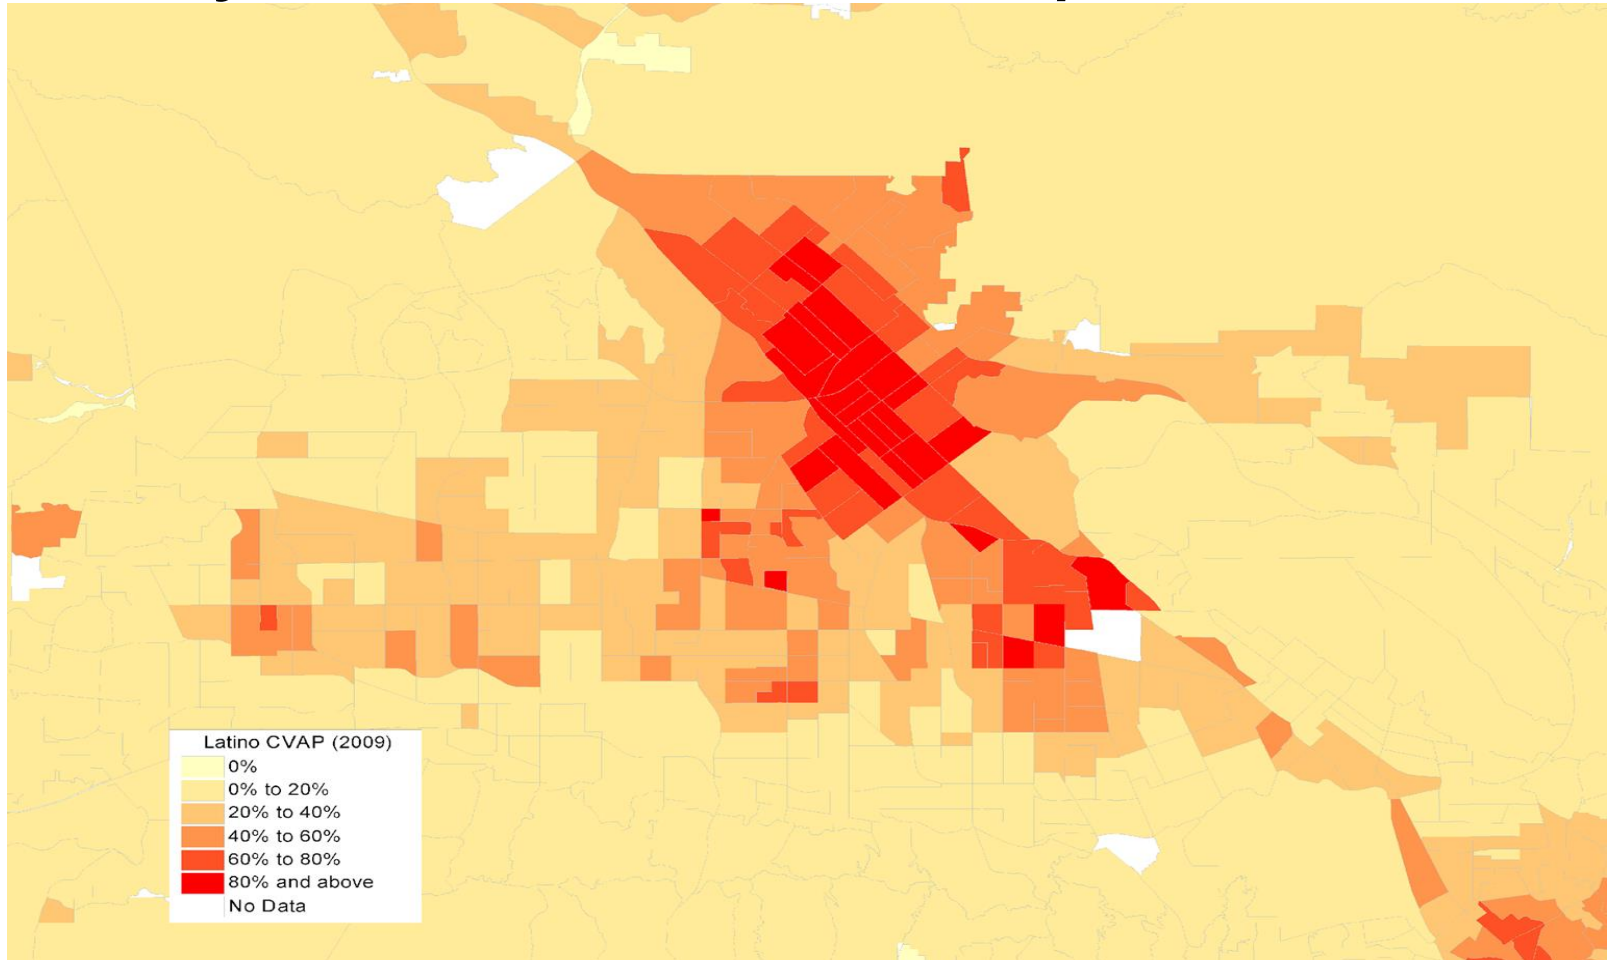 Latino CVAP (2009)
0%
0% to 20%
20% to 40%
40% to 60%
60% to 80%
80% and above
No Data